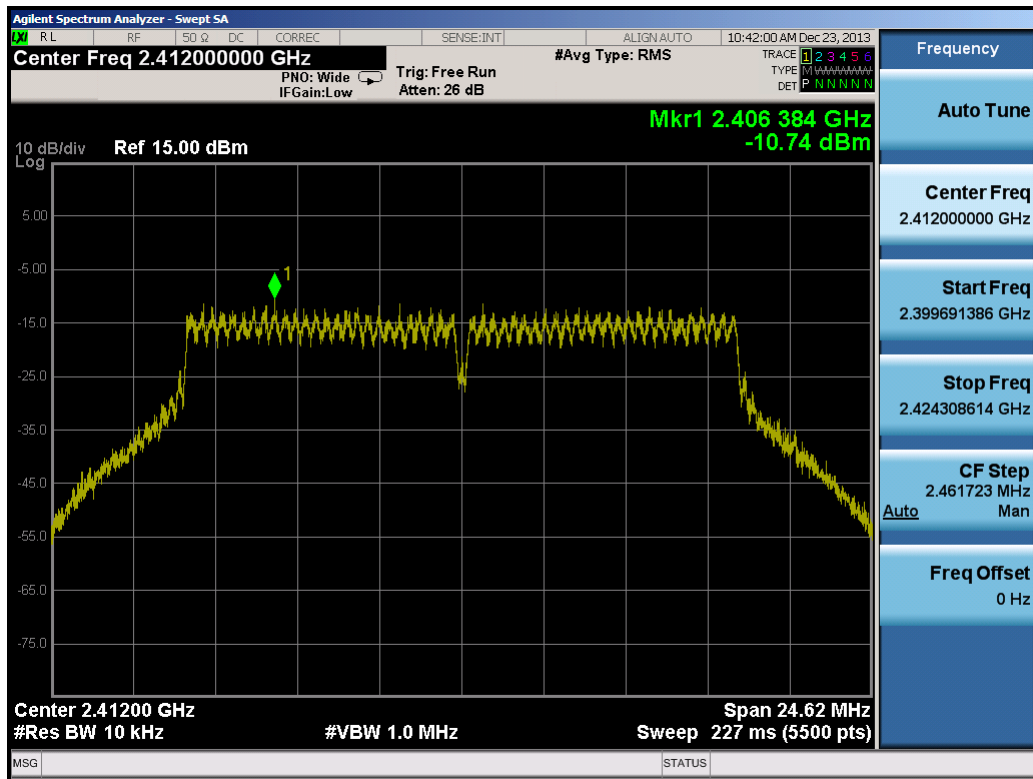 Agilent Spectrum Analyzer - Swept SA
LXI RL RF 50 Ω DC CORREC SENSE:INT ALIGN AUTO 10:42:00 AM Dec 23, 2013
Center Freq 2.412000000 GHz
PNO: Wide
IFGain:Low
Trig: Free Run
Atten: 26 dB
#Avg Type: RMS
TRACE 1 2 3 4 5 6
TYPE M WWWWW
DET P N N N N N
Mkr1 2.406 384 GHz
-10.74 dBm
10 dB/div Ref 15.00 dBm
Log
5.00
-5.00
-15.0
-25.0
-35.0
-45.0
-55.0
-65.0
-75.0
1
Center 2.41200 GHz Span 24.62 MHz
#Res BW 10 kHz #VBW 1.0 MHz Sweep 227 ms (5500 pts)
MSG STATUS
Frequency
Auto Tune
Center Freq
2.412000000 GHz
Start Freq
2.399691386 GHz
Stop Freq
2.424308614 GHz
CF Step
2.461723 MHz
Auto Man
Freq Offset
0 Hz